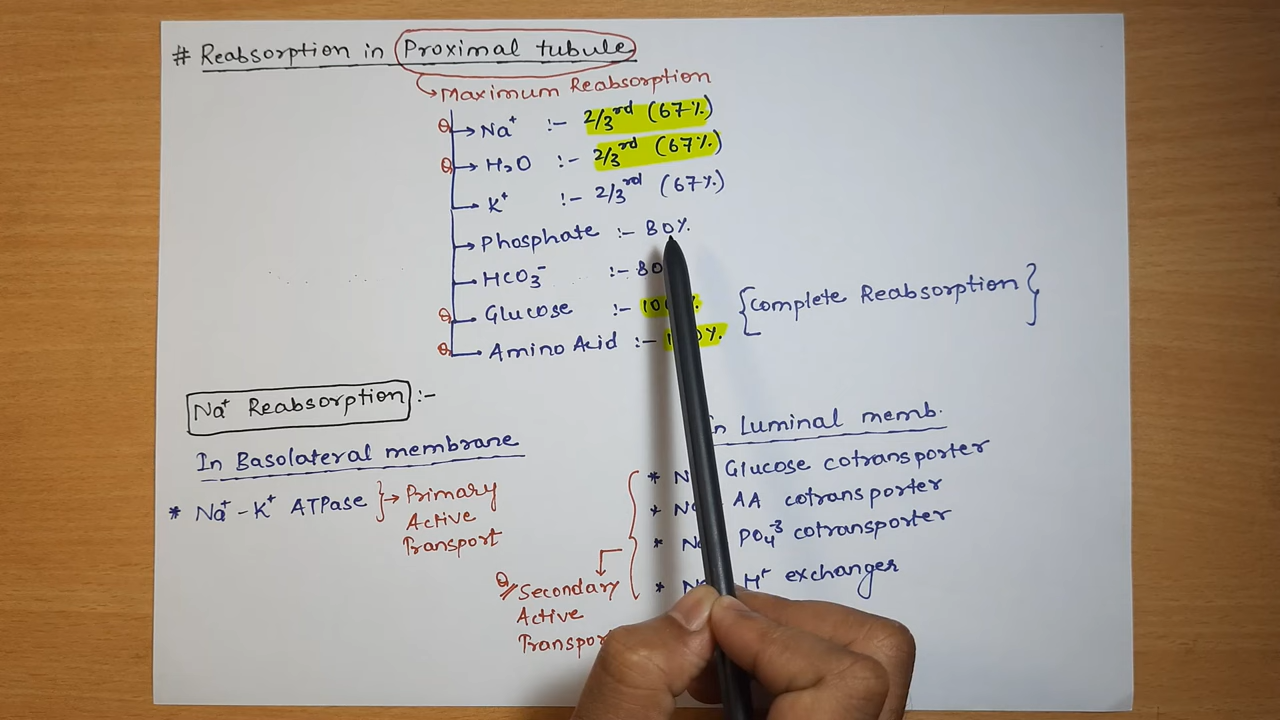 # Reabsorption in Proximal tubule
Maximum Reabsorption
Q Na⁺ :- 2/3ʳᵈ (67%)
Q H₂O :- 2/3ʳᵈ (67%)
K⁺ :- 2/3ʳᵈ (67%)
Phosphate :- 80%
HCO₃⁻ :- 80
Q Glucose :- %
Q Amino Acid :- %
{Complete Reabsorption}
Na⁺ Reabsorption :-
In Basolateral membrane
* Na⁺ - K⁺ ATPase } → Primary
Active
Transport
Luminal memb.
* Glucose cotransporter
* AA cotransporter
* PO₄⁻³ cotransporter
* H⁺ exchanger
Q Secondary
Active